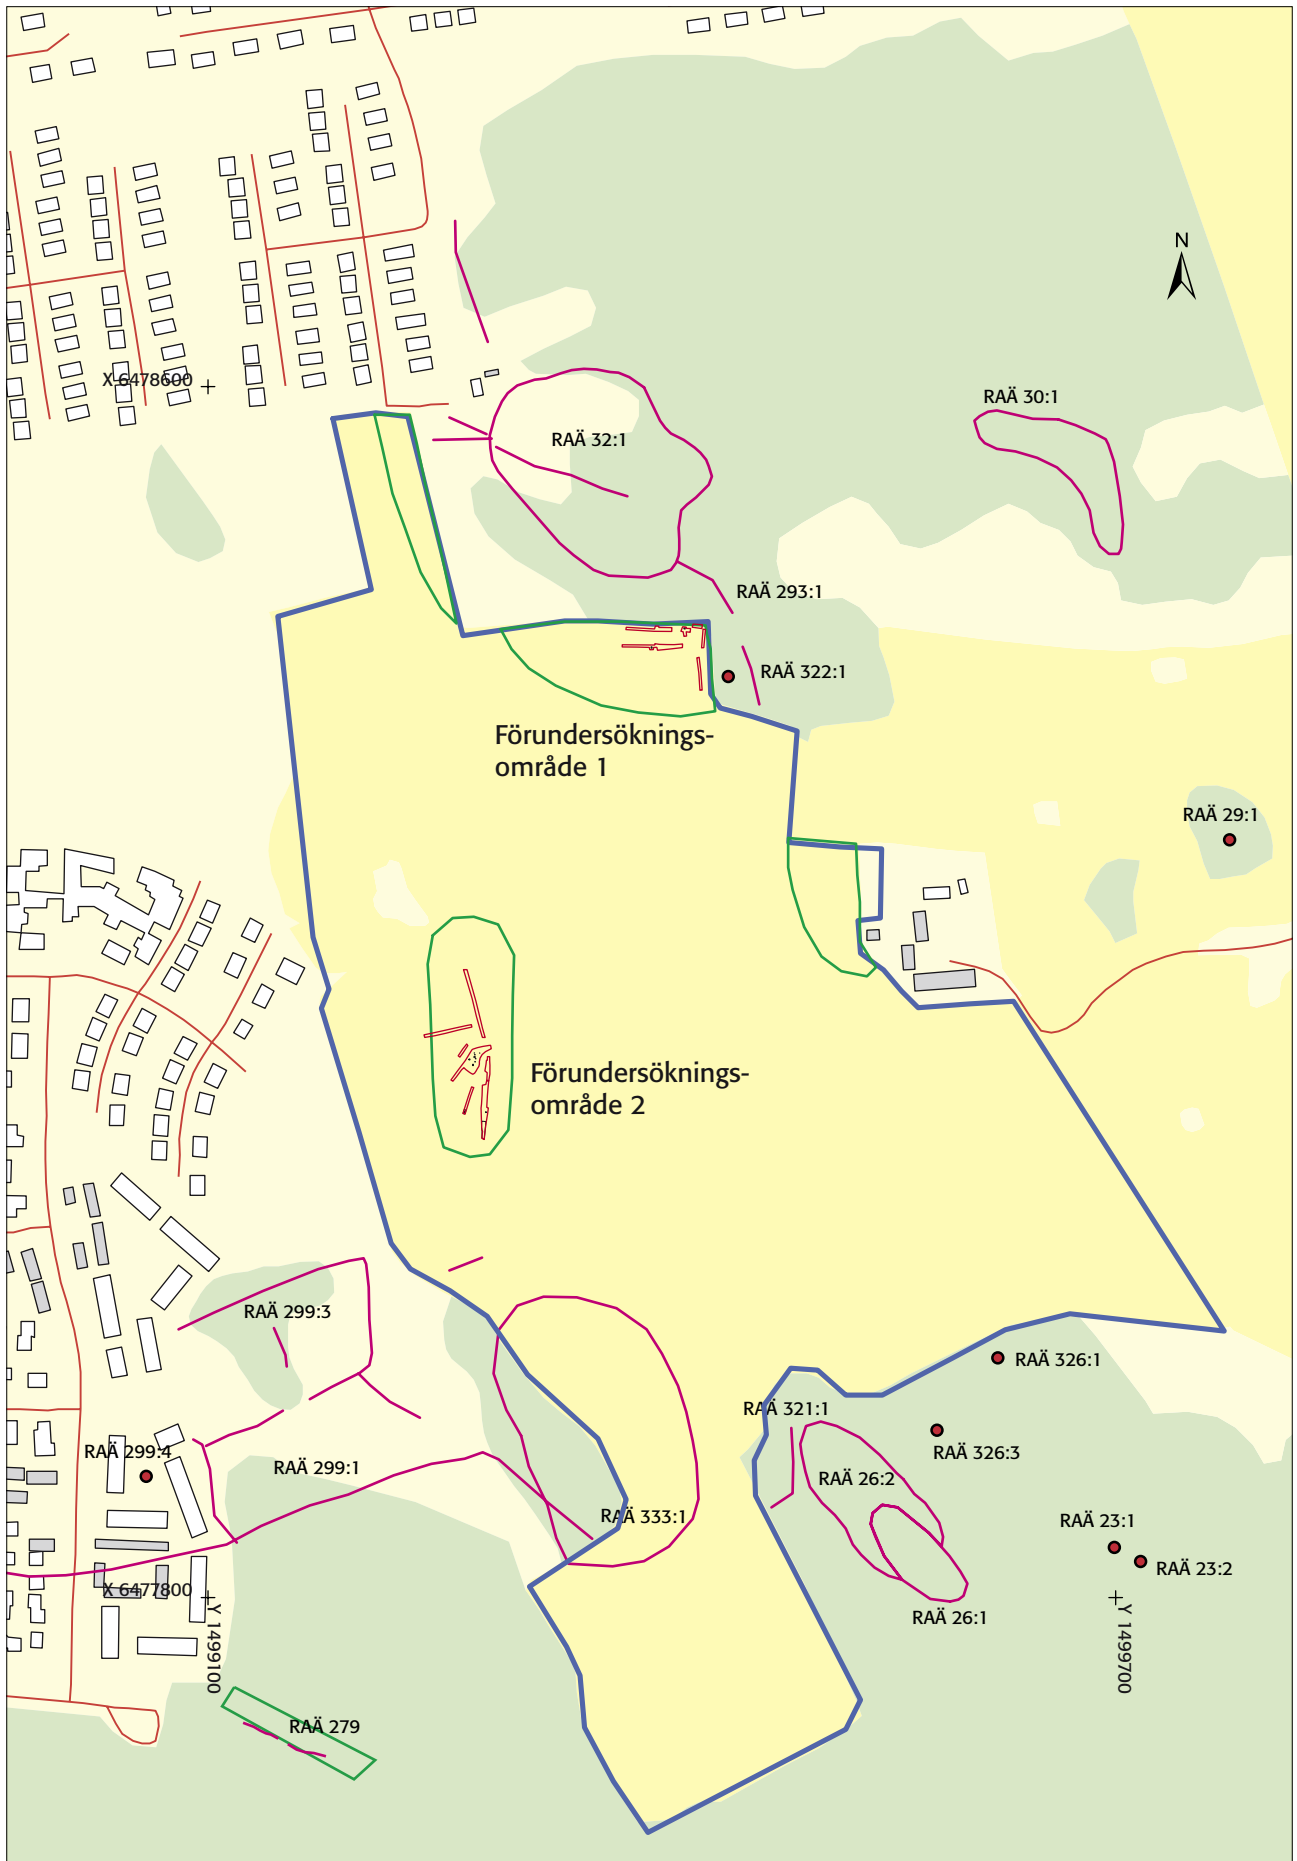 N
X 6478600
RAÄ 30:1
RAÄ 32:1
RAÄ 293:1
RAÄ 322:1
Förundersöknings-
område 1
RAÄ 29:1
Förundersöknings-
område 2
RAÄ 299:3
RAÄ 326:1
RAÄ 321:1
RAÄ 299:4
RAÄ 326:3
RAÄ 299:1
RAÄ 26:2
RAÄ 333:1
RAÄ 23:1
RAÄ 23:2
X 6477800
RAÄ 26:1
Y 1499100
Y 1499700
RAÄ 279